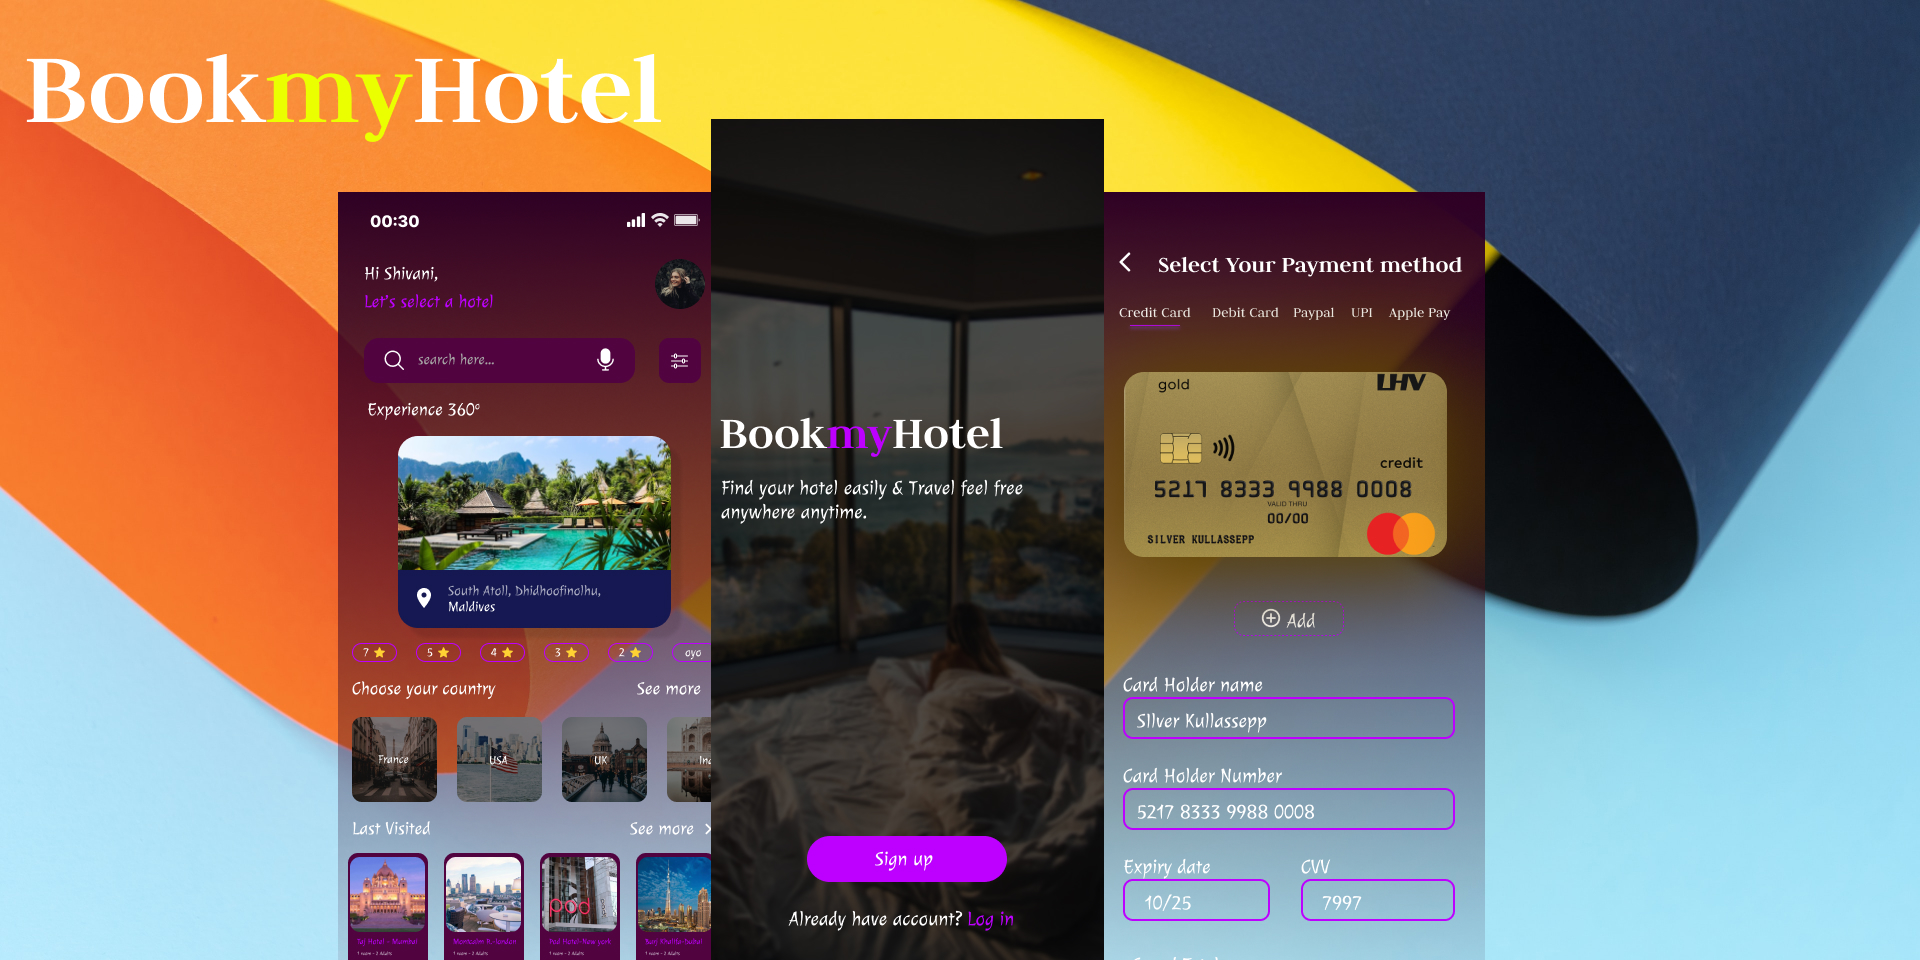 BookmyHotel
00:30
Hi Shivani,
Let's select a hotel
search here...
Experience 360°
South Atoll, Dhidhoofinolhu,
Maldives
7
5
4
3
2
oyo
Choose your country
See more
France
USA
UK
Last Visited
See more
pod
Taj Hotel - Mumbai
Montcalm H.-london
Pod Hotel-New-york
Burj Khalifa-Dubai
BookmyHotel
Find your hotel easily & Travel feel free
anywhere anytime.
Sign up
Already have account? Log in
Select Your Payment method
Credit Card
Debit Card
Paypal
UPI
Apple Pay
gold
LHV
credit
5217 8333 9988 0008
VALID THRU
00/00
SILVER KULLASSEPP
Add
Card Holder name
SIlver Kullassepp
Card Holder Number
5217 8333 9988 0008
Expiry date
CVV
10/25
7997